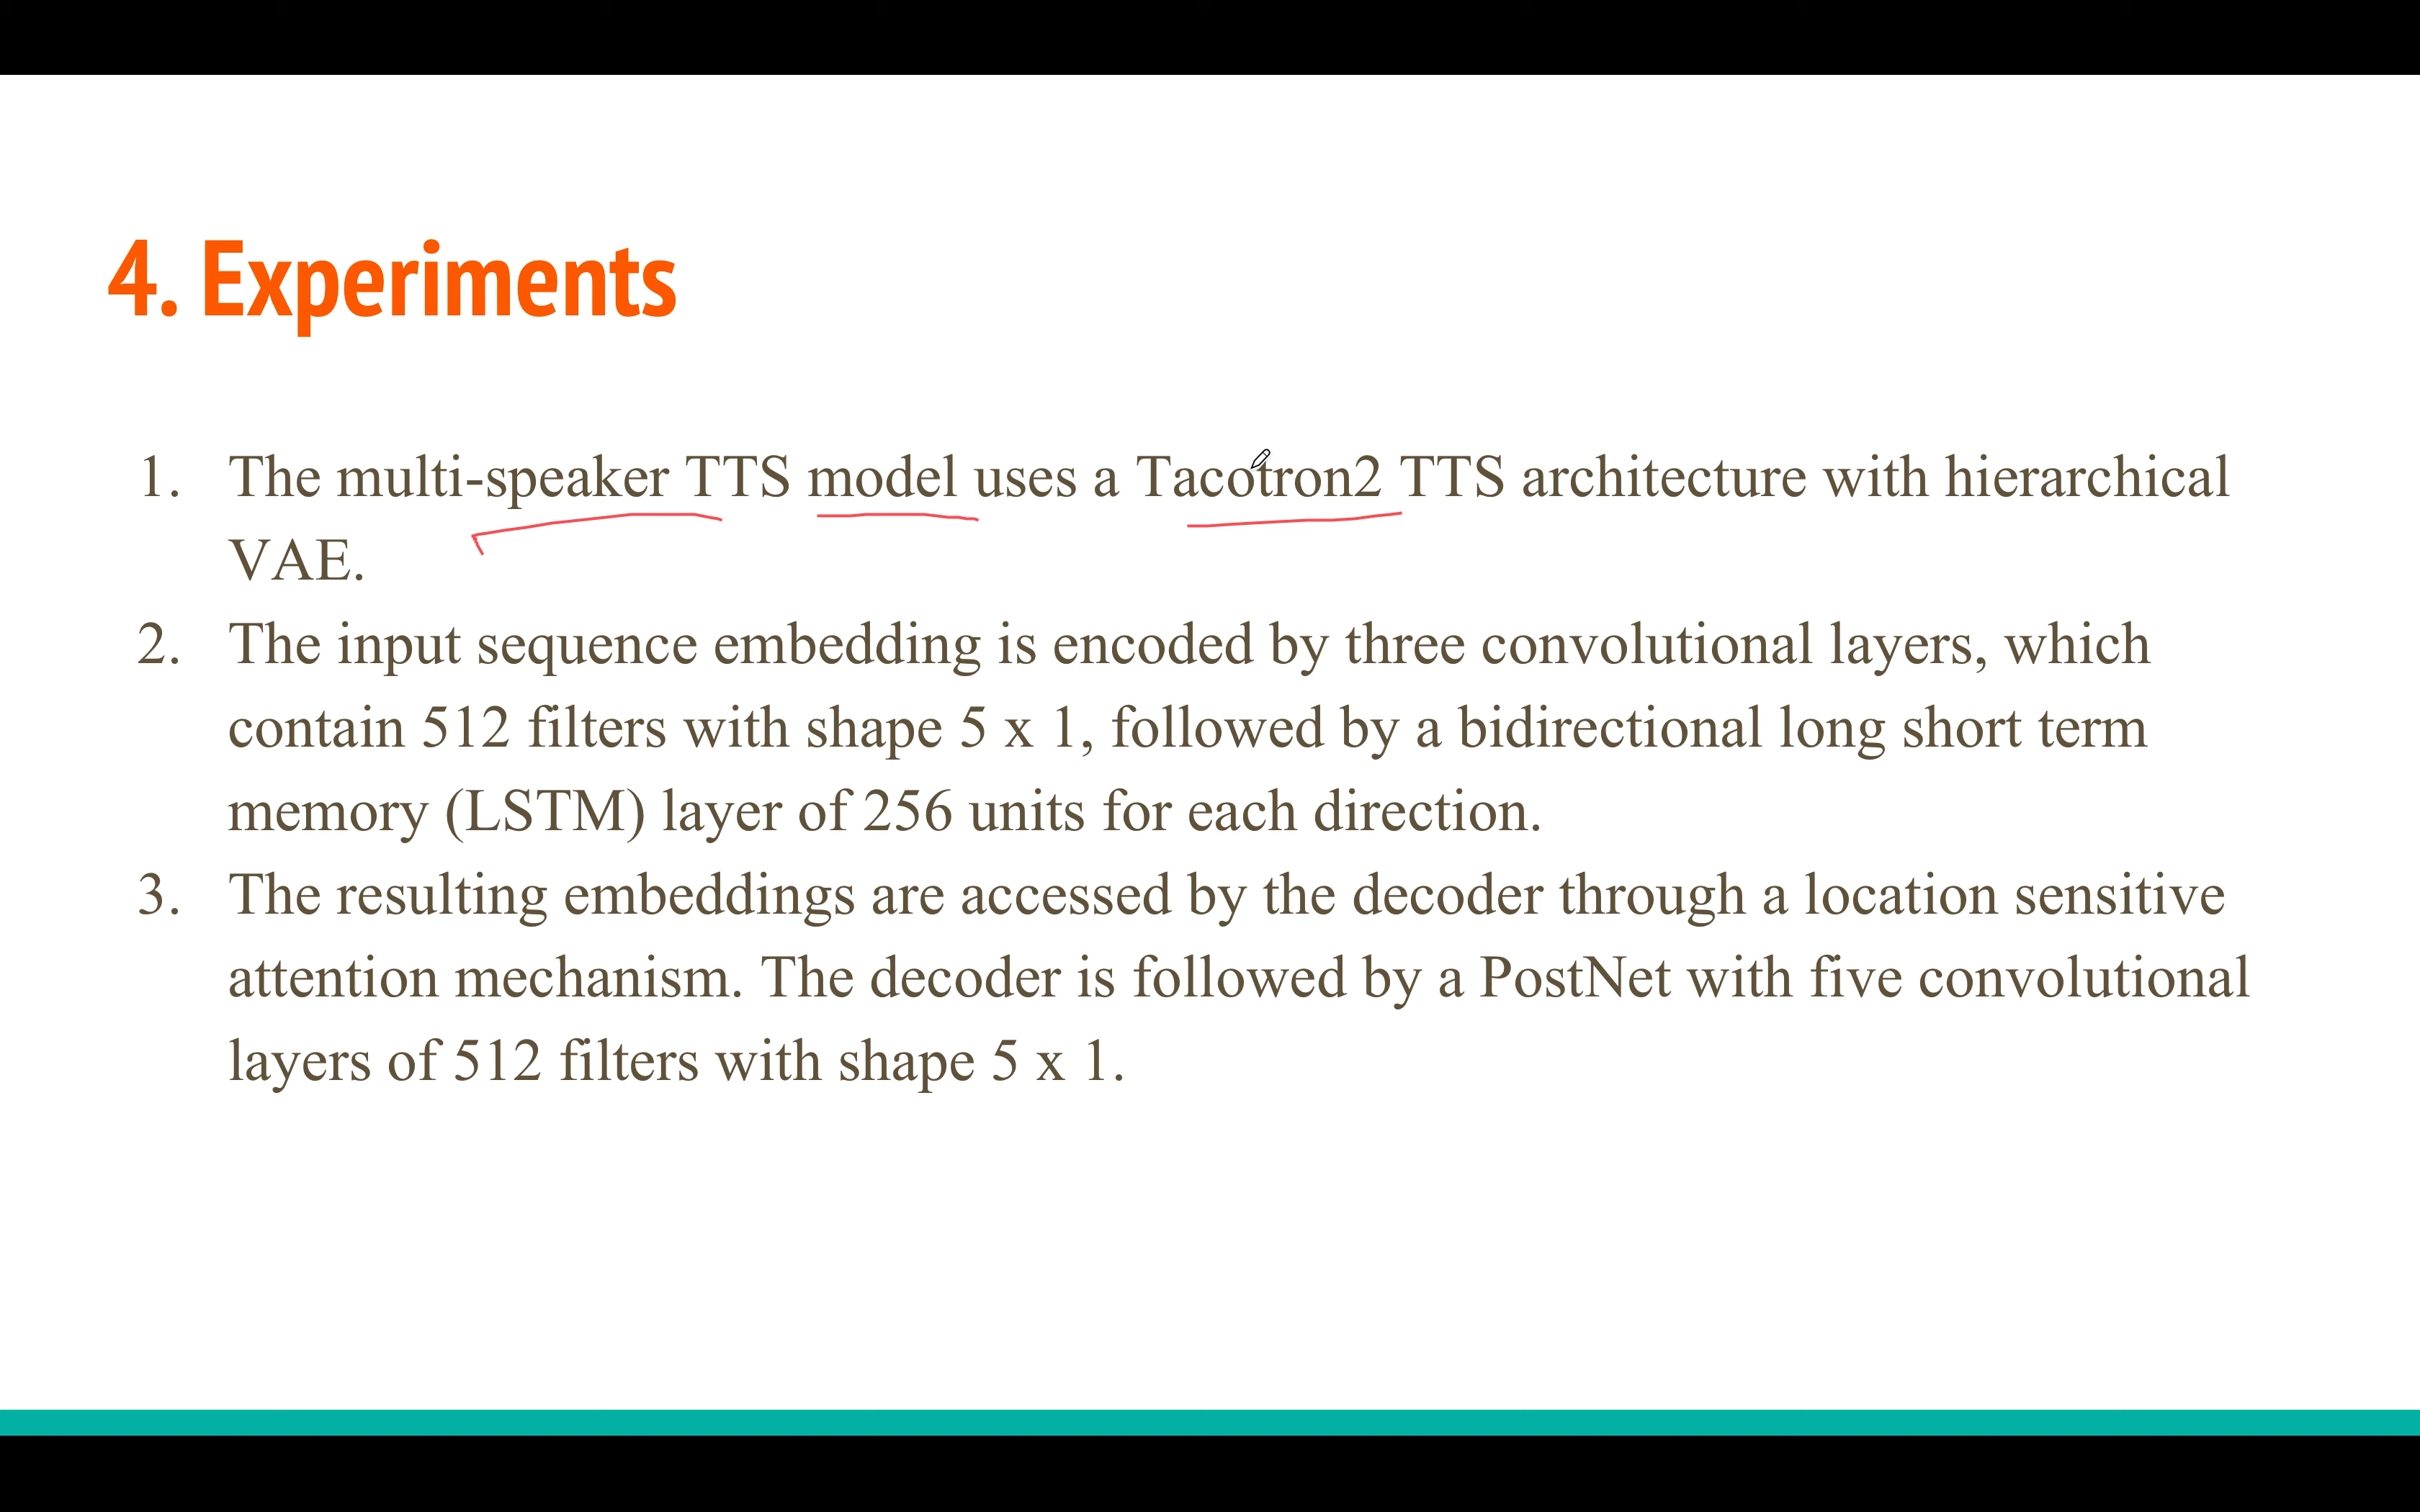 4. Experiments
1. The multi-speaker TTS model uses a Tacotron2 TTS architecture with hierarchical
VAE.
2. The input sequence embedding is encoded by three convolutional layers, which
contain 512 filters with shape 5 x 1, followed by a bidirectional long short term
memory (LSTM) layer of 256 units for each direction.
3. The resulting embeddings are accessed by the decoder through a location sensitive
attention mechanism. The decoder is followed by a PostNet with five convolutional
layers of 512 filters with shape 5 x 1.